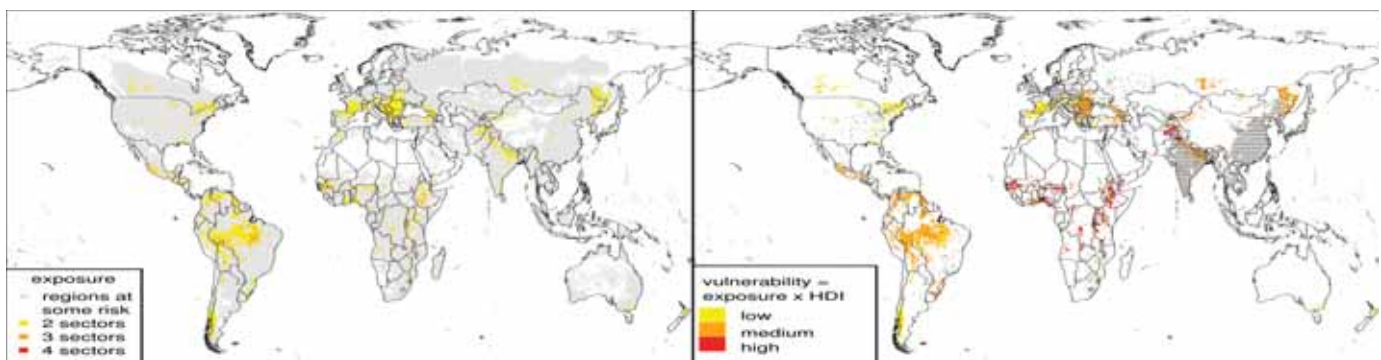 exposure
regions at
some risk
2 sectors
3 sectors
4 sectors
vulnerability =
exposure x HDI
low
medium
high